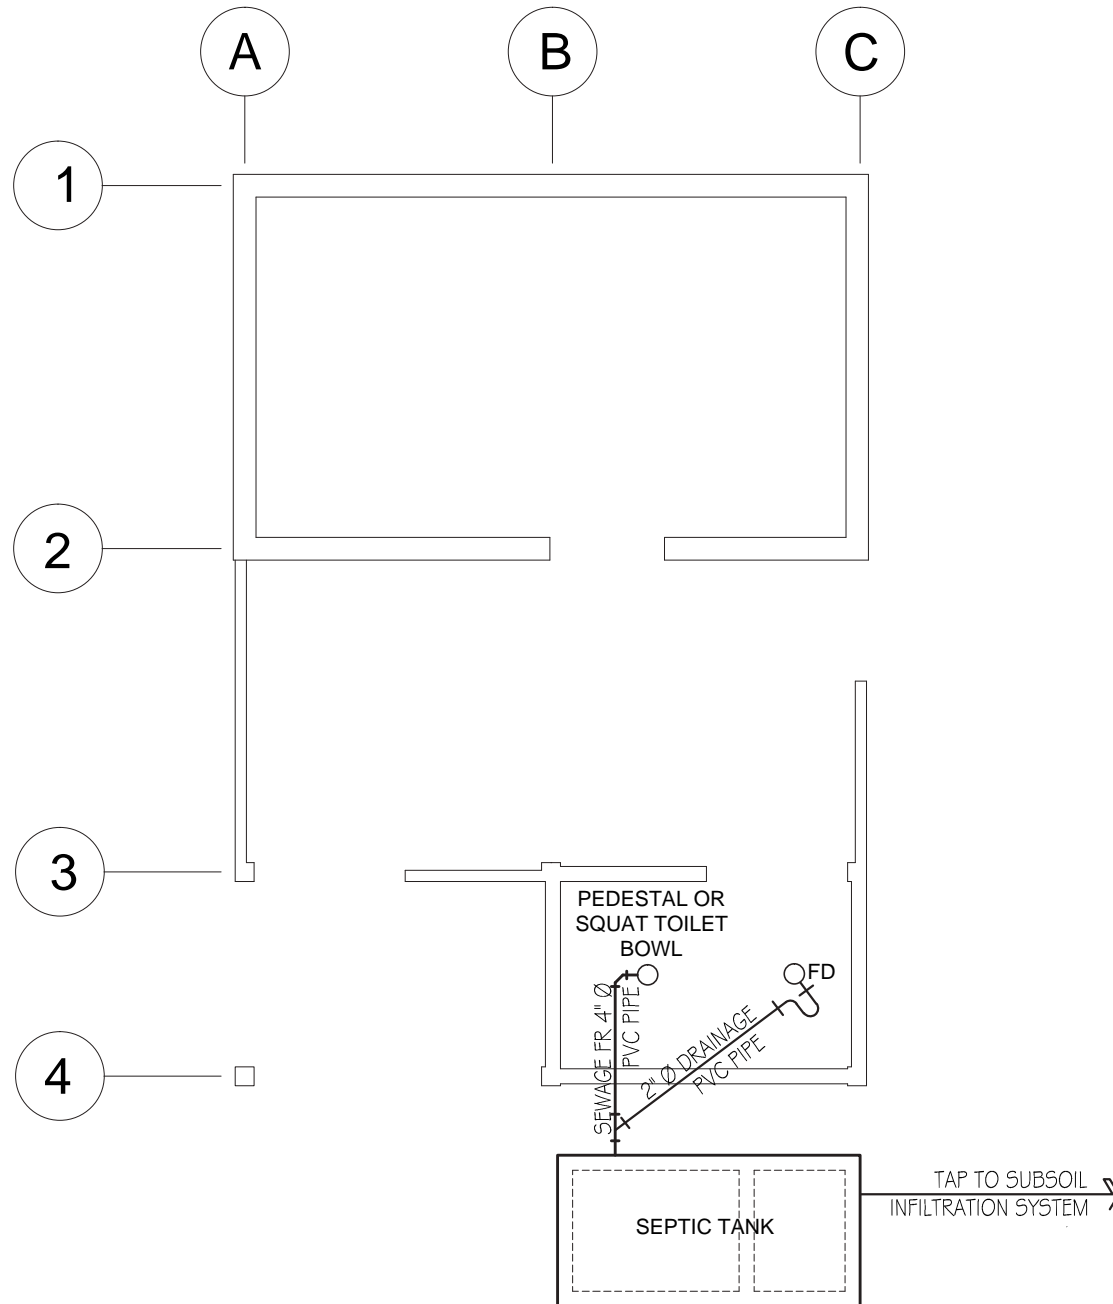 A
B
C
1
2
3
4
PEDESTAL OR
SQUAT TOILET
BOWL
FD
SEWAGE FR 4" Ø
PVC PIPE
2" Ø DRAINAGE
PVC PIPE
TAP TO SUBSOIL
INFILTRATION SYSTEM
SEPTIC TANK